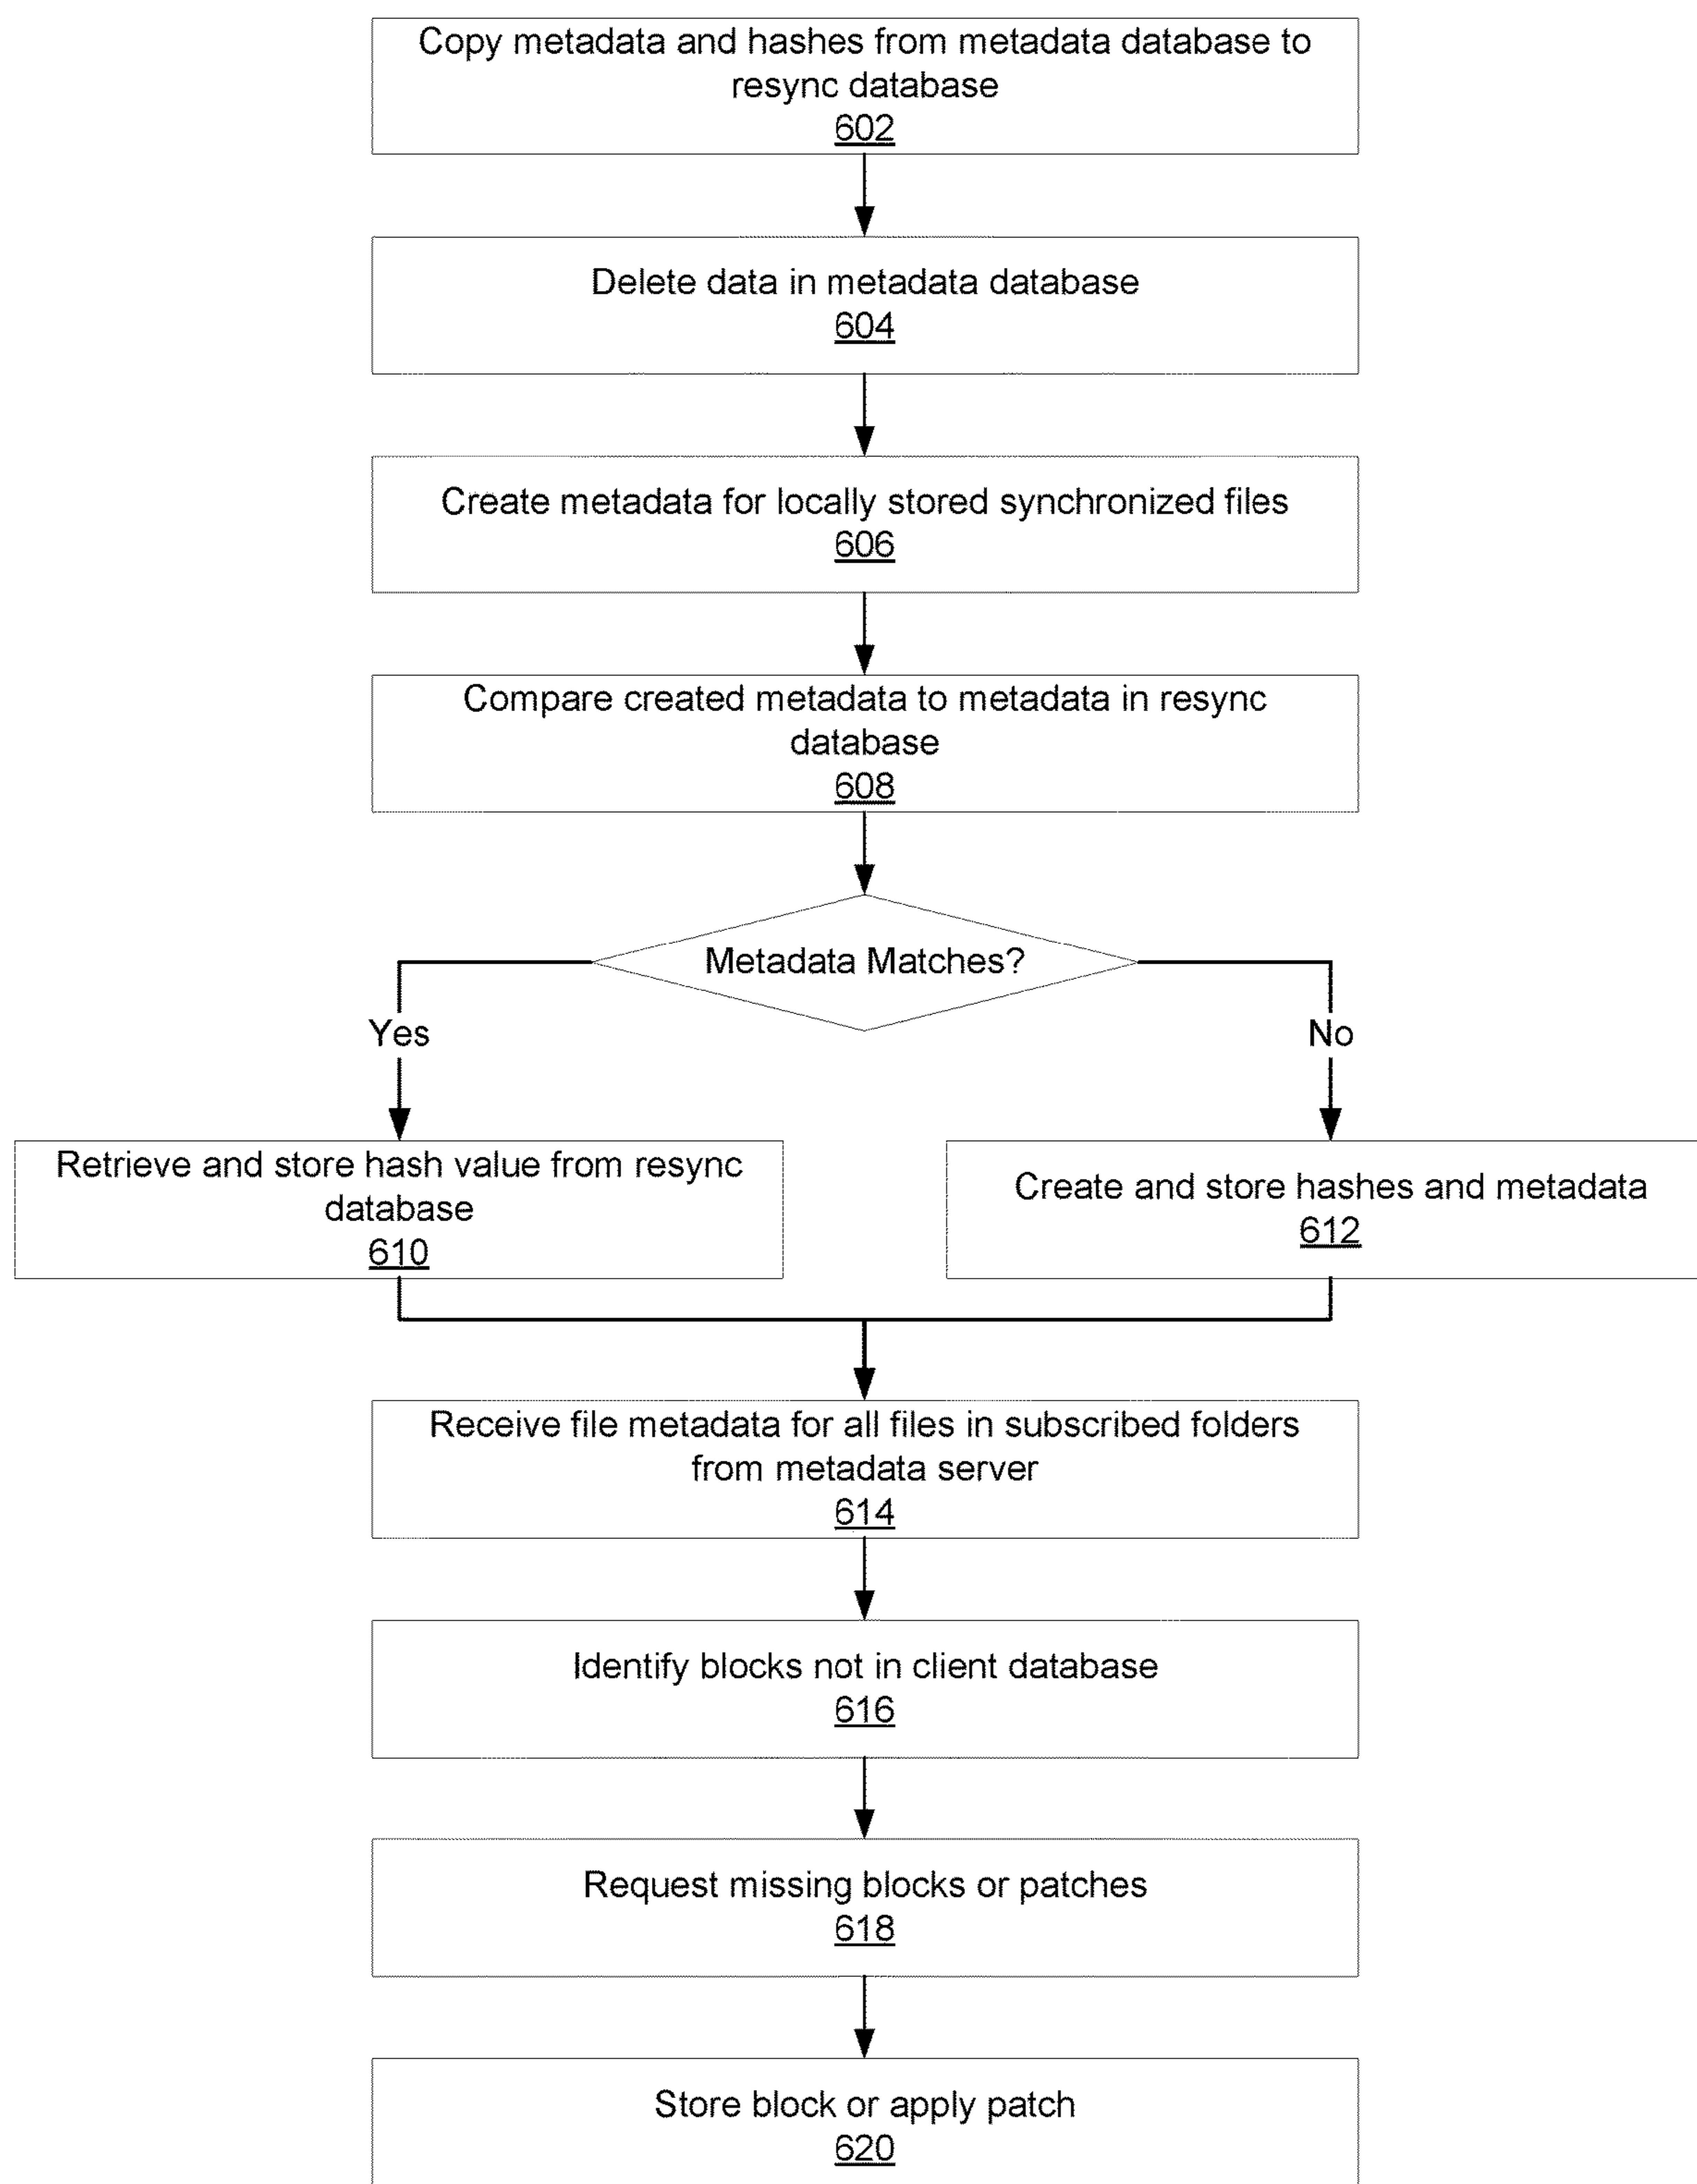 Copy metadata and hashes from metadata database to
resync database
602
Delete data in metadata database
604
Create metadata for locally stored synchronized files
606
Compare created metadata to metadata in resync
database
608
Metadata Matches?
Yes
No
Retrieve and store hash value from resync
database
610
Create and store hashes and metadata
612
Receive file metadata for all files in subscribed folders
from metadata server
614
Identify blocks not in client database
616
Request missing blocks or patches
618
Store block or apply patch
620